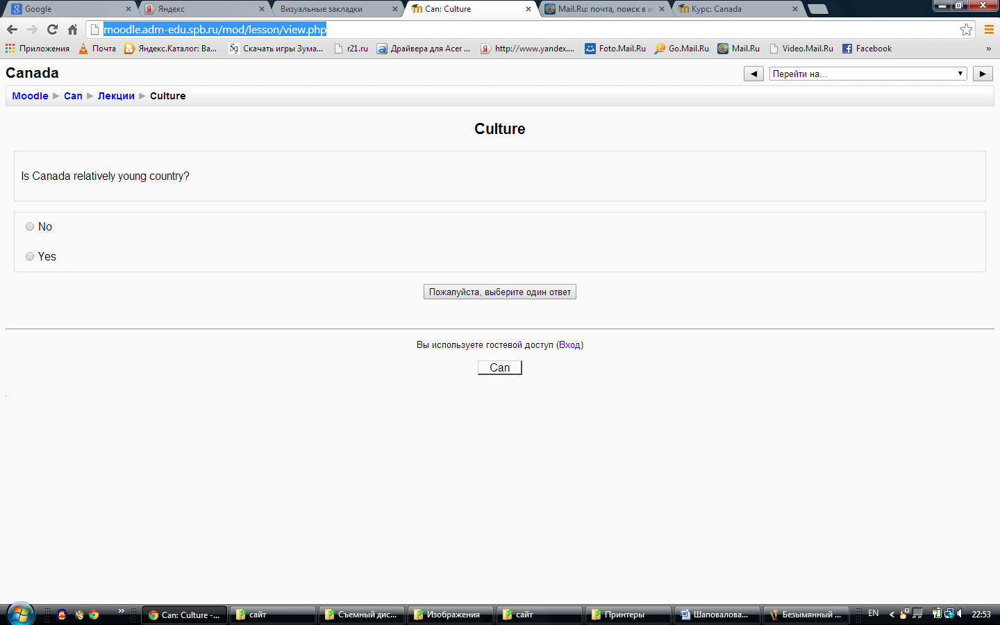 Google
Яндекс
Визуальные закладки
Can: Culture
Mail.Ru: почта, поиск в и
Курс: Canada
moodle.adm-edu.spb.ru/mod/lesson/view.php
Приложения
Почта
Яндекс.Каталог: Ва...
Скачать игры Зума...
r21.ru
Драйвера для Acer ...
http://www.yandex....
Foto.Mail.Ru
Go.Mail.Ru
Mail.Ru
Video.Mail.Ru
Facebook
»
Canada
Перейти на...
Moodle ► Can ► Лекции ► Culture
Culture
Is Canada relatively young country?
No
Yes
Пожалуйста, выберите один ответ
Вы используете гостевой доступ (Вход)
Can
.
»
Can: Culture -...
сайт
Съемный дис...
Изображения
сайт
Принтеры
Шаповалова...
Безымянный ...
EN
22:53